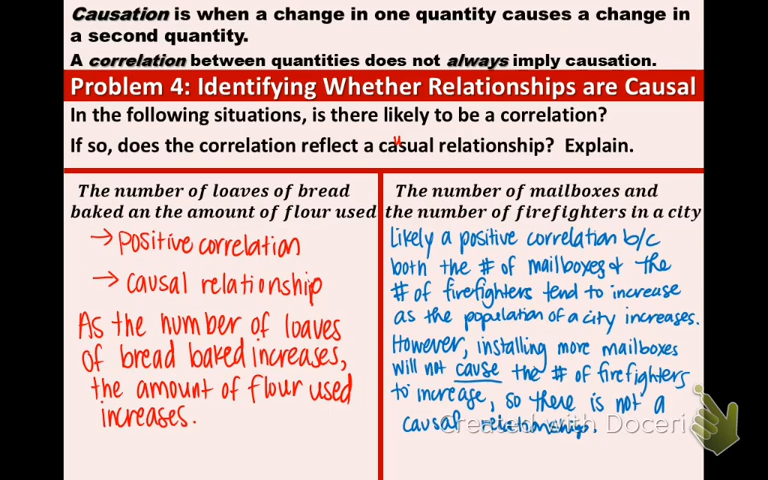 Causation is when a change in one quantity causes a change in
a second quantity.
A correlation between quantities does not always imply causation.
Problem 4: Identifying Whether Relationships are Causal
In the following situations, is there likely to be a correlation?
If so, does the correlation reflect a casual relationship? Explain.
The number of loaves of bread
baked an the amount of flour used
→ Positive correlation
→ Causal relationship
As the number of loaves
of bread baked increases,
the amount of flour used
increases.
The number of mailboxes and
the number of firefighters in a city
Likely a positive correlation b/c
both the # of mailboxes & the
# of firefighters tend to increase
as the population of a city increases.
However, installing more mailboxes
will not cause the # of firefighters
to increase, so there is not a
causal relationship.
Created with Doceri